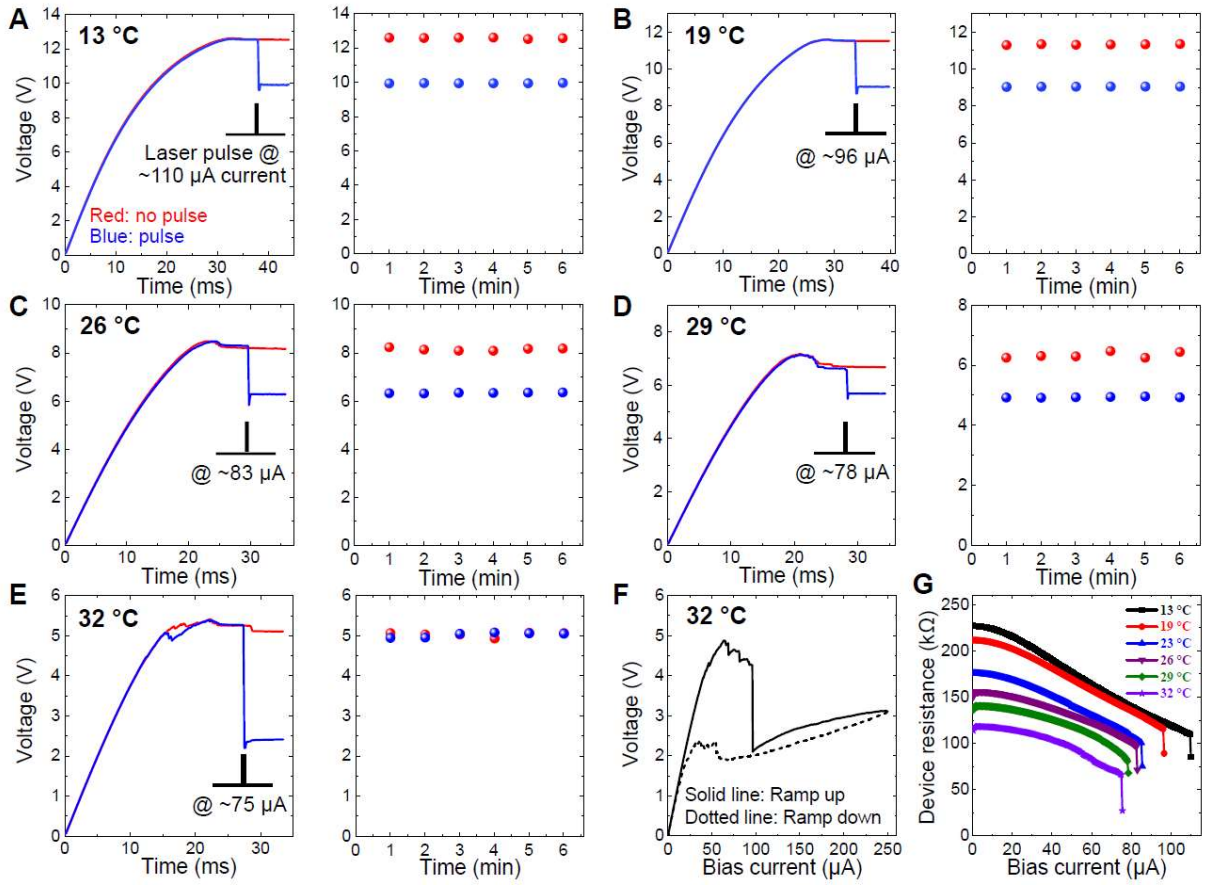 A
13 °C
Voltage (V)
14
12
10
8
6
4
2
0
Laser pulse @
~110 µA current
Red: no pulse
Blue: pulse
0 10 20 30 40
Time (ms)
14
12
10
8
6
4
2
0
0 1 2 3 4 5 6
Time (min)
B
19 °C
Voltage (V)
12
10
8
6
4
2
0
@ ~96 µA
0 10 20 30 40
Time (ms)
12
10
8
6
4
2
0
0 1 2 3 4 5 6
Time (min)
C
26 °C
Voltage (V)
10
8
6
4
2
0
@ ~83 µA
0 10 20 30
Time (ms)
10
8
6
4
2
0
0 1 2 3 4 5 6
Time (min)
D
29 °C
Voltage (V)
8
6
4
2
0
@ ~78 µA
0 10 20 30
Time (ms)
8
6
4
2
0
0 1 2 3 4 5 6
Time (min)
E
32 °C
Voltage (V)
6
5
4
3
2
1
0
@ ~75 µA
0 10 20 30
Time (ms)
6
5
4
3
2
1
0
0 1 2 3 4 5 6
Time (min)
F
32 °C
Voltage (V)
6
5
4
3
2
1
0
Solid line: Ramp up
Dotted line: Ramp down
0 50 100 150 200 250
Bias current (µA)
G
Device resistance (kΩ)
250
200
150
100
50
0
13 °C
19 °C
23 °C
26 °C
29 °C
32 °C
0 20 40 60 80 100
Bias current (µA)